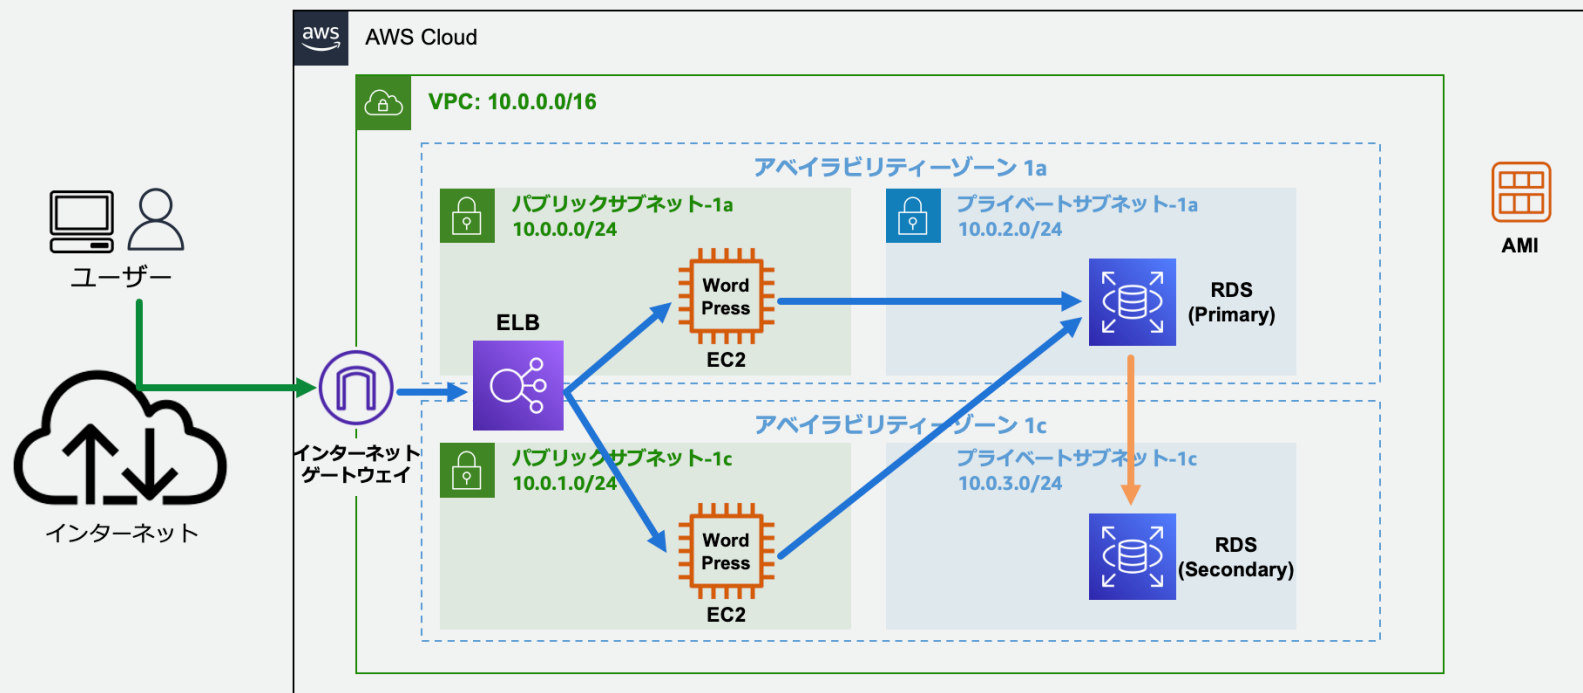 aws
AWS Cloud
VPC: 10.0.0.0/16
アベイラビリティーゾーン 1a
パブリックサブネット-1a
10.0.0.0/24
プライベートサブネット-1a
10.0.2.0/24
ユーザー
AMI
Word
Press
EC2
RDS
(Primary)
ELB
アベイラビリティーゾーン 1c
インターネット
ゲートウェイ
パブリックサブネット-1c
10.0.1.0/24
プライベートサブネット-1c
10.0.3.0/24
インターネット
Word
Press
EC2
RDS
(Secondary)